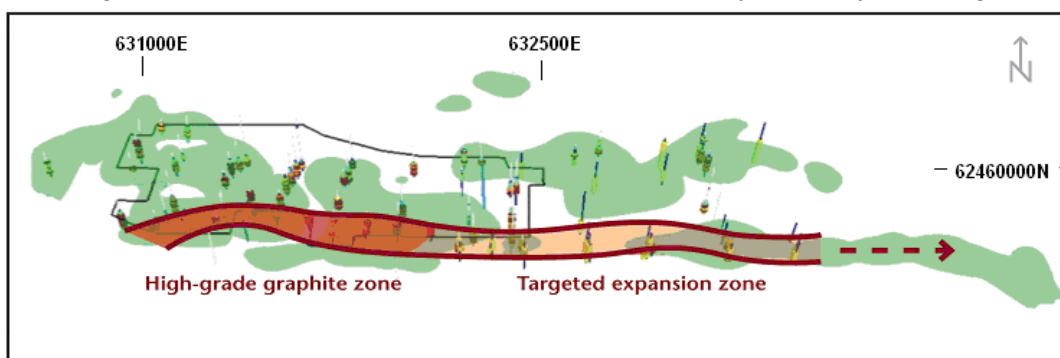 631000E
632500E
N
62460000N
High-grade graphite zone
Targeted expansion zone